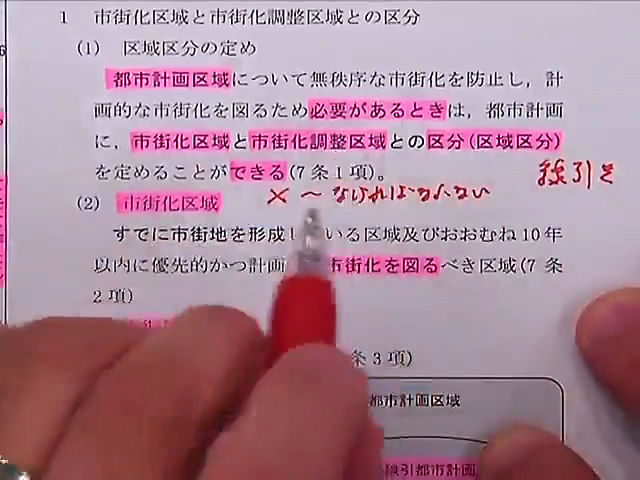 1 市街化区域と市街化調整区域との区分
(1) 区域区分の定め
都市計画区域について無秩序な市街化を防止し，計
画的な市街化を図るため必要があるときは，都市計画
に，市街化区域と市街化調整区域との区分(区域区分)
を定めることができる(7条1項)。
線引き
× 〜なければならない
(2) 市街化区域
すでに市街地を形成し いる区域及びおおむね10年
以内に優先的かつ計画 市街化を図るべき区域(7条
2項)
条3項)
都市計画区域
線引都市計画